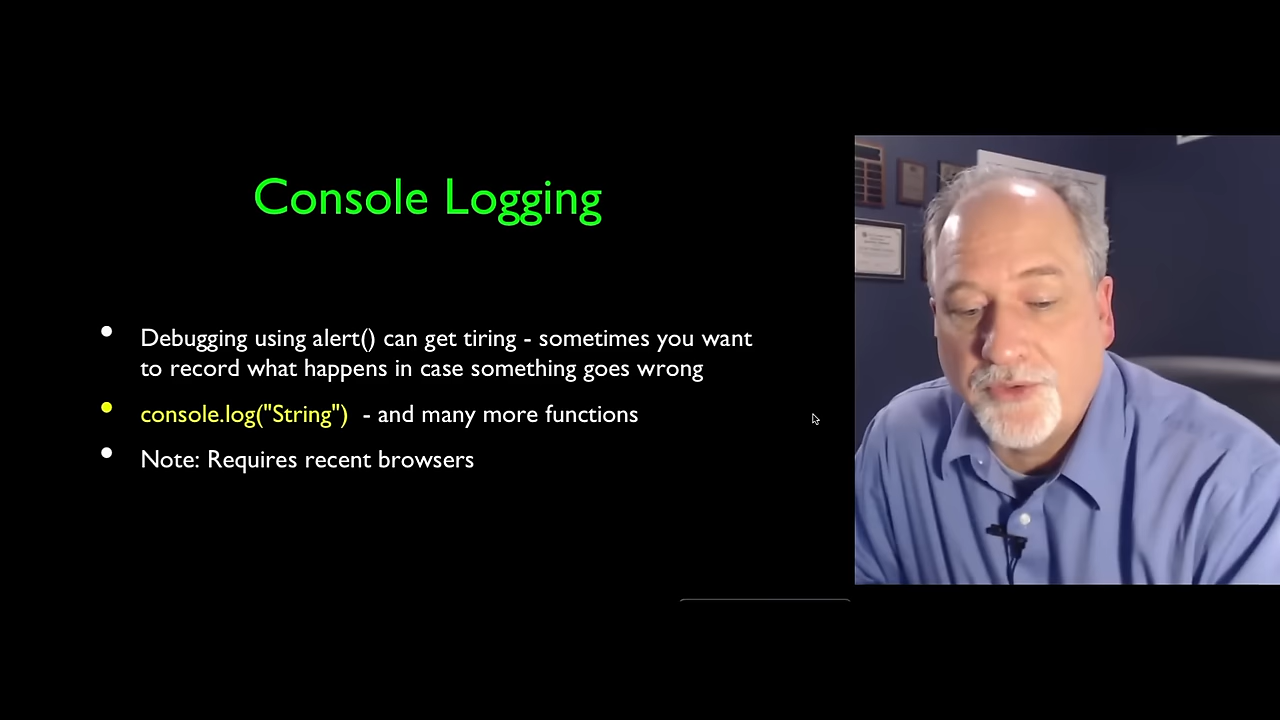 Console Logging
Debugging using alert() can get tiring - sometimes you want
to record what happens in case something goes wrong
console.log("String")  - and many more functions
Note: Requires recent browsers